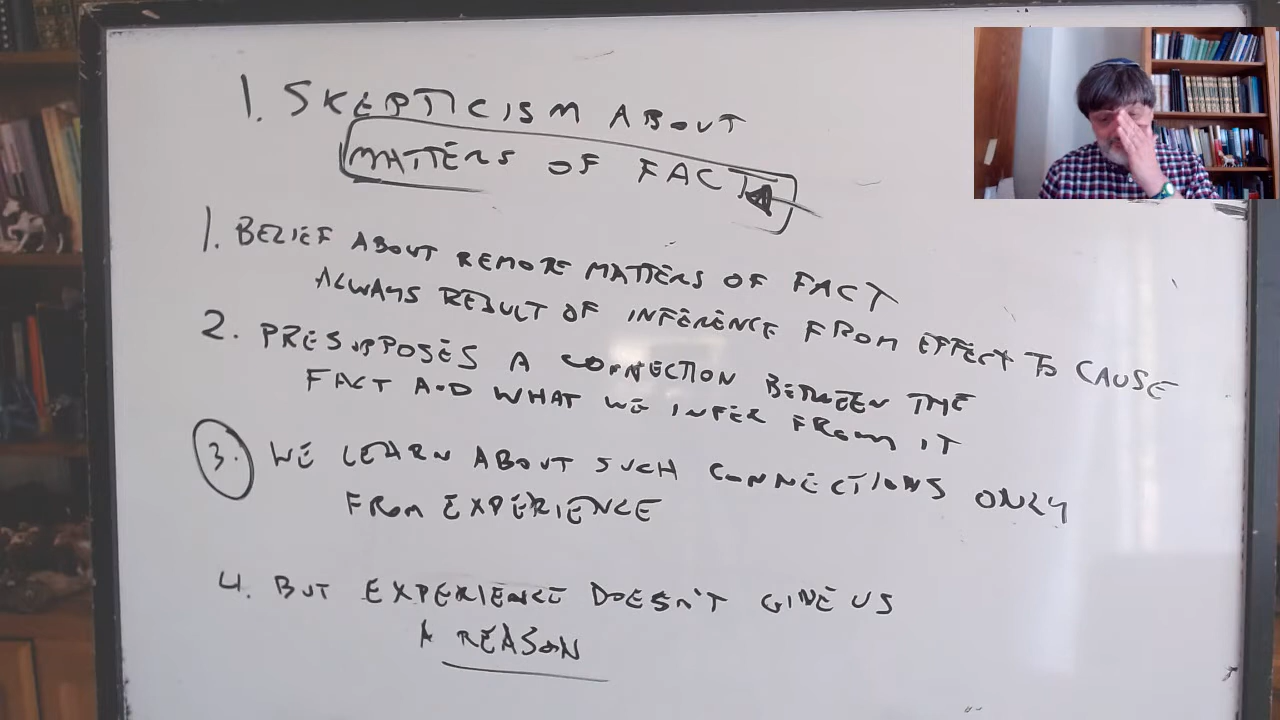 1. SKEPTICISM ABOUT
MATTERS OF FACT
1. BELIEF ABOUT REMOTE MATTERS OF FACT
ALWAYS RESULT OF INFERENCE FROM EFFECT TO CAUSE
2. PRESUPPOSES A CONNECTION BETWEEN THE
FACT AND WHAT WE INFER FROM IT
3. WE LEARN ABOUT SUCH CONNECTIONS ONLY
FROM EXPERIENCE
4. BUT EXPERIENCE DOESN'T GIVE US
A REASON